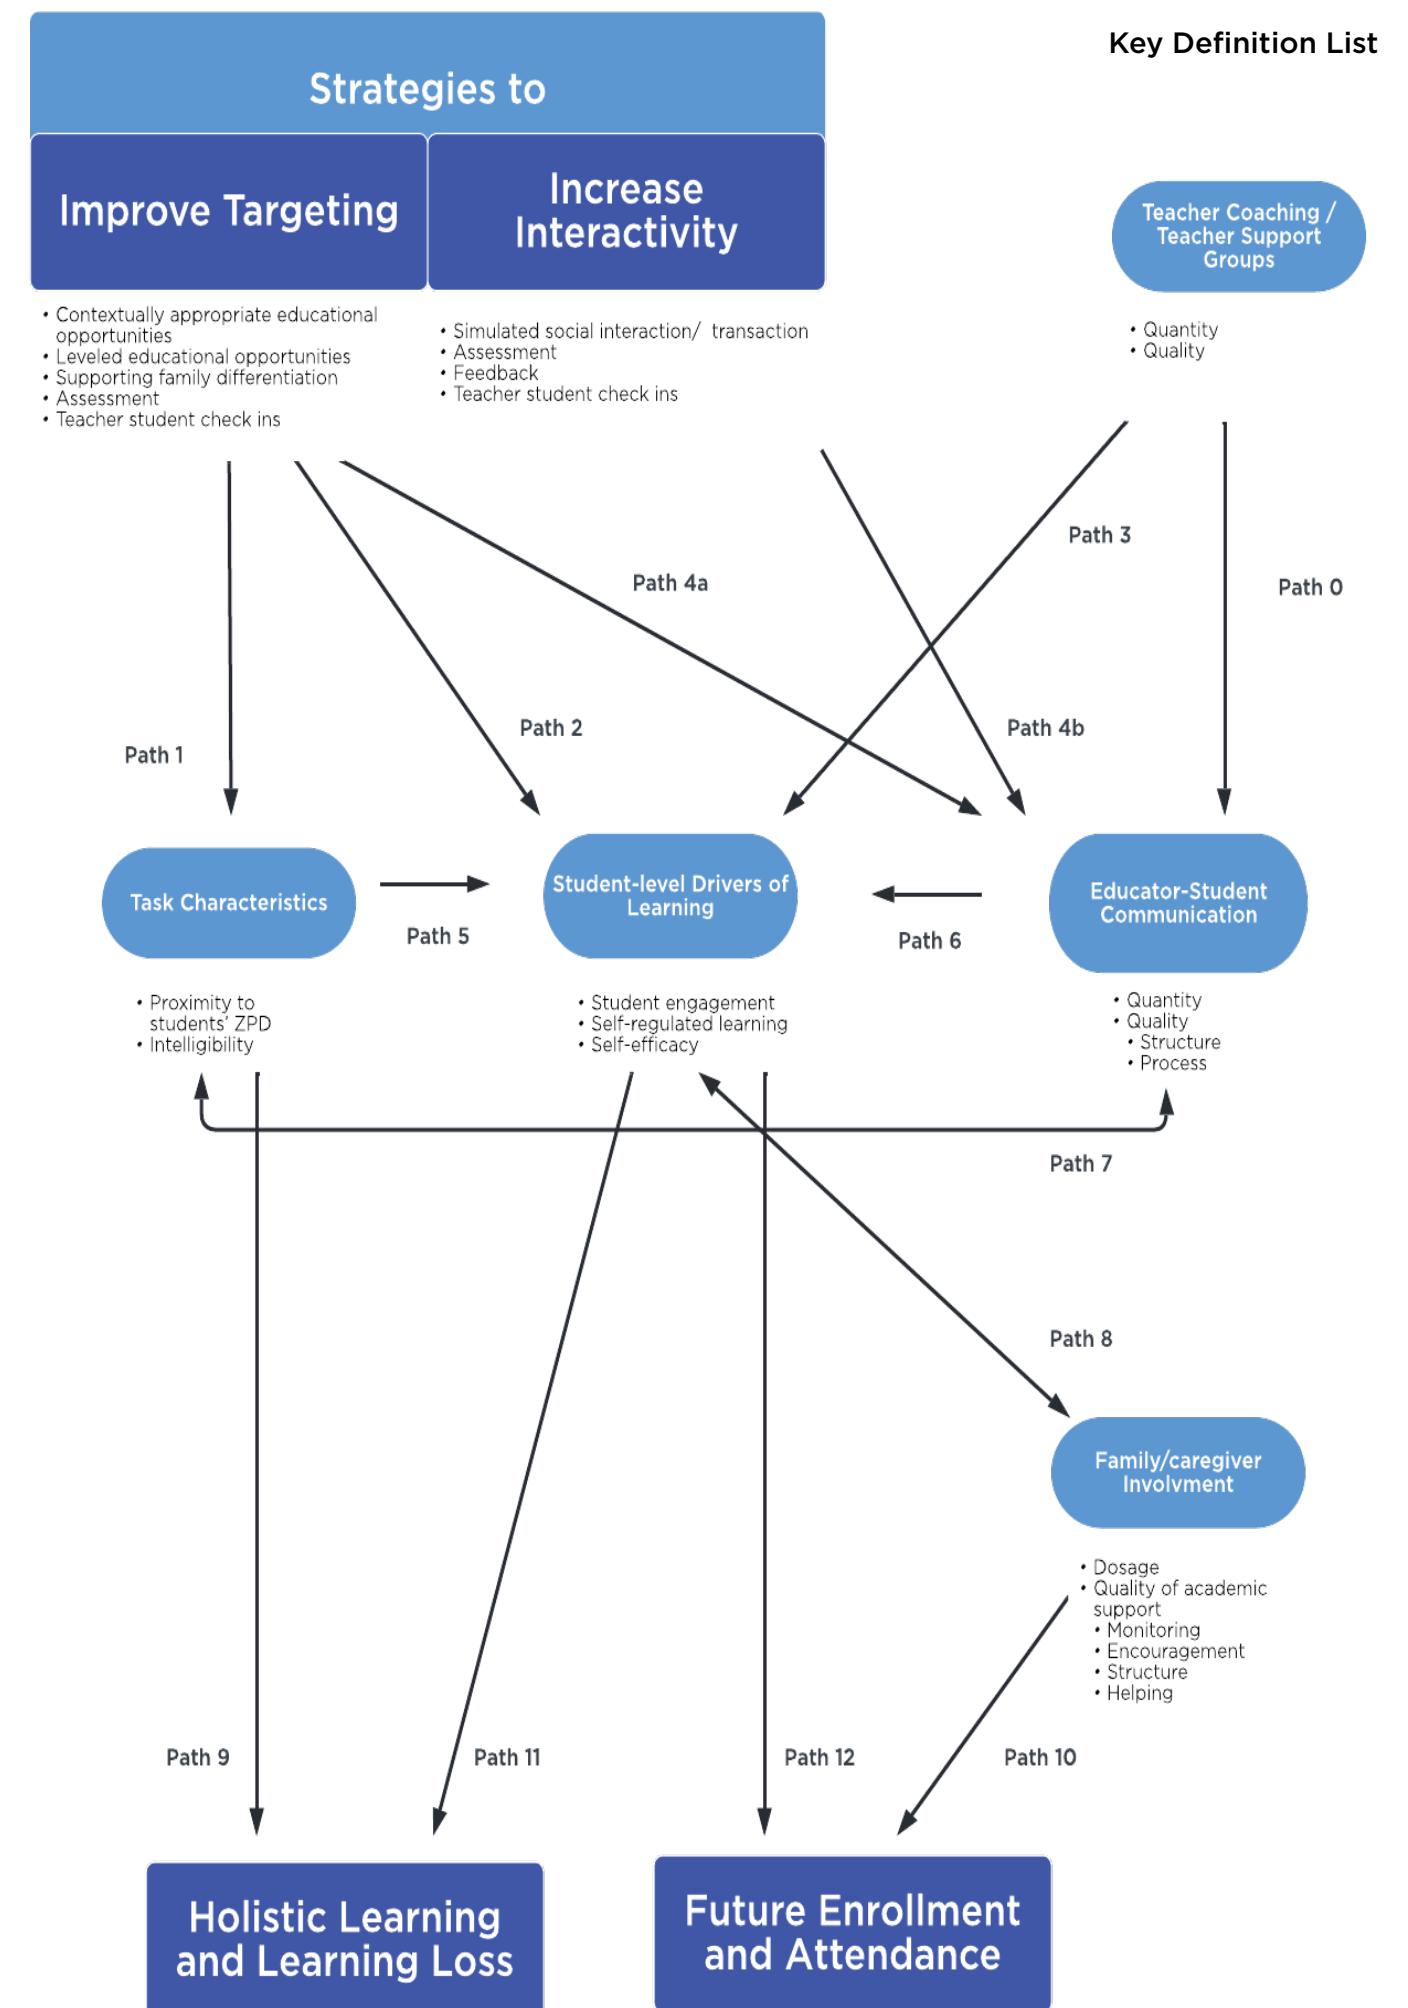 Key Definition List
Strategies to
Improve Targeting
Increase
Interactivity
Teacher Coaching /
Teacher Support
Groups
• Contextually appropriate educational
opportunities
• Leveled educational opportunities
• Supporting family differentiation
• Assessment
• Teacher student check ins
• Simulated social interaction/ transaction
• Assessment
• Feedback
• Teacher student check ins
• Quantity
• Quality
Path 3
Path 4a
Path 0
Path 2
Path 4b
Path 1
Task Characteristics
Student-level Drivers of
Learning
Educator-Student
Communication
Path 5
Path 6
• Proximity to
students' ZPD
• Intelligibility
• Student engagement
• Self-regulated learning
• Self-efficacy
• Quantity
• Quality
• Structure
• Process
Path 7
Path 8
Family/caregiver
Involvment
• Dosage
• Quality of academic
support
• Monitoring
• Encouragement
• Structure
• Helping
Path 9
Path 11
Path 12
Path 10
Holistic Learning
and Learning Loss
Future Enrollment
and Attendance